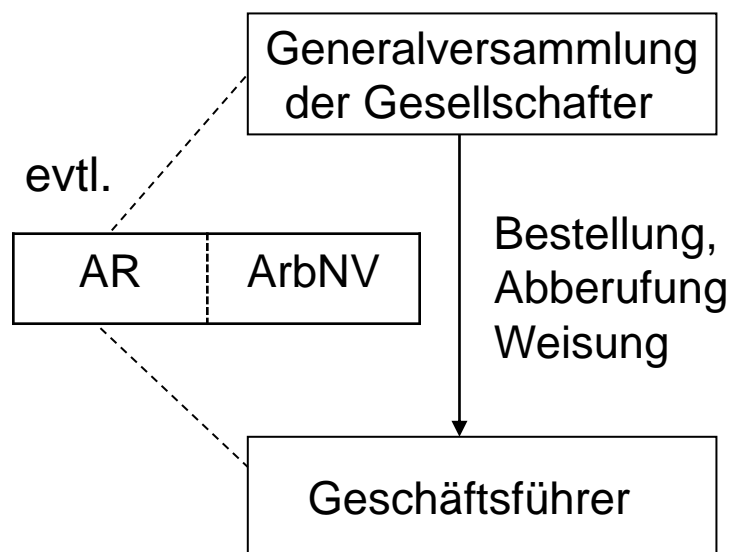 Generalversammlung
der Gesellschafter
evtl.
AR ArbNV
Bestellung,
Abberufung
Weisung
Geschäftsführer